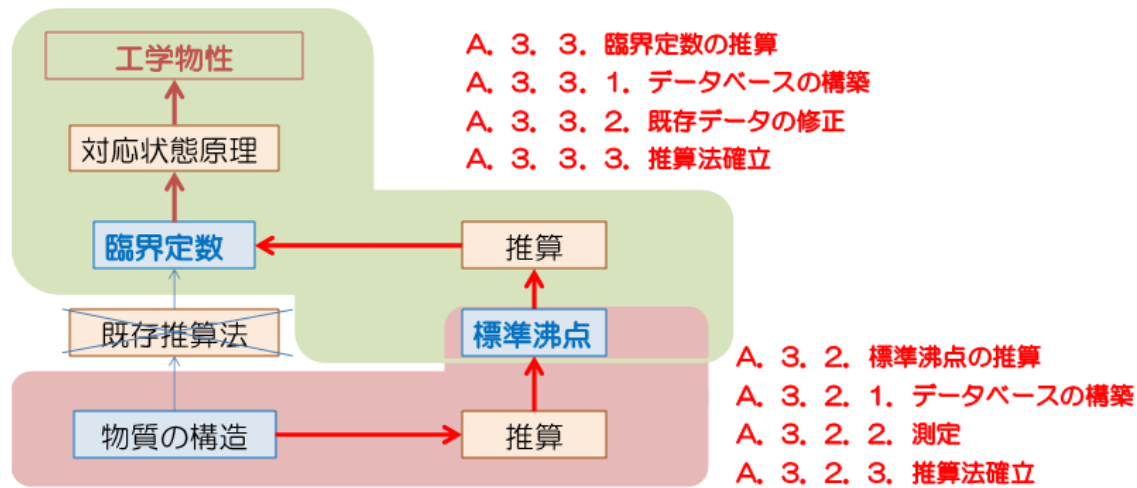 工学物性
対応状態原理
臨界定数
推算
既存推算法
標準沸点
物質の構造
推算
A. 3. 3. 臨界定数の推算
A. 3. 3. 1. データベースの構築
A. 3. 3. 2. 既存データの修正
A. 3. 3. 3. 推算法確立
A. 3. 2. 標準沸点の推算
A. 3. 2. 1. データベースの構築
A. 3. 2. 2. 測定
A. 3. 2. 3. 推算法確立